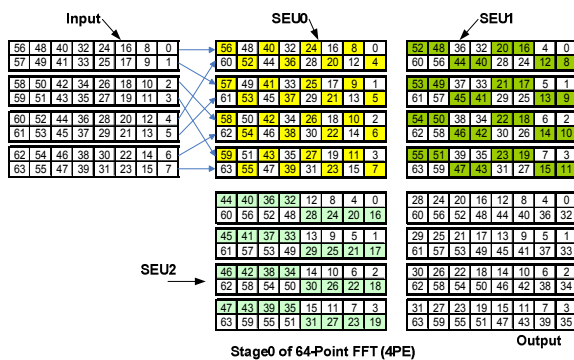 Input SEU0 SEU1
56 48 40 32 24 16 8 0
57 49 41 33 25 17 9 1
58 50 42 34 26 18 10 2
59 51 43 35 27 19 11 3
60 52 44 36 28 20 12 4
61 53 45 37 29 21 13 5
62 54 46 38 30 22 14 6
63 55 47 39 31 23 15 7
56 48 40 32 24 16 8 0
60 52 44 36 28 20 12 4
57 49 41 33 25 17 9 1
61 53 45 37 29 21 13 5
58 50 42 34 26 18 10 2
62 54 46 38 30 22 14 6
59 51 43 35 27 19 11 3
63 55 47 39 31 23 15 7
52 48 36 32 20 16 4 0
60 56 44 40 28 24 12 8
53 49 37 33 21 17 5 1
61 57 45 41 29 25 13 9
54 50 38 34 22 18 6 2
62 58 46 42 30 26 14 10
55 51 39 35 23 19 7 3
63 59 47 43 31 27 15 11
SEU2
44 40 36 32 12 8 4 0
60 56 52 48 28 24 20 16
45 41 37 33 13 9 5 1
61 57 53 49 29 25 21 17
46 42 38 34 14 10 6 2
62 58 54 50 30 26 22 18
47 43 39 35 15 11 7 3
63 59 55 51 31 27 23 19
28 24 20 16 12 8 4 0
60 56 52 48 44 40 36 32
29 25 21 17 13 9 5 1
61 57 53 49 45 41 37 33
30 26 22 18 14 10 6 2
62 58 54 50 46 42 38 34
31 27 23 19 15 11 7 3
63 59 55 51 47 43 39 35
Output
Stage0 of 64-Point FFT (4PE)